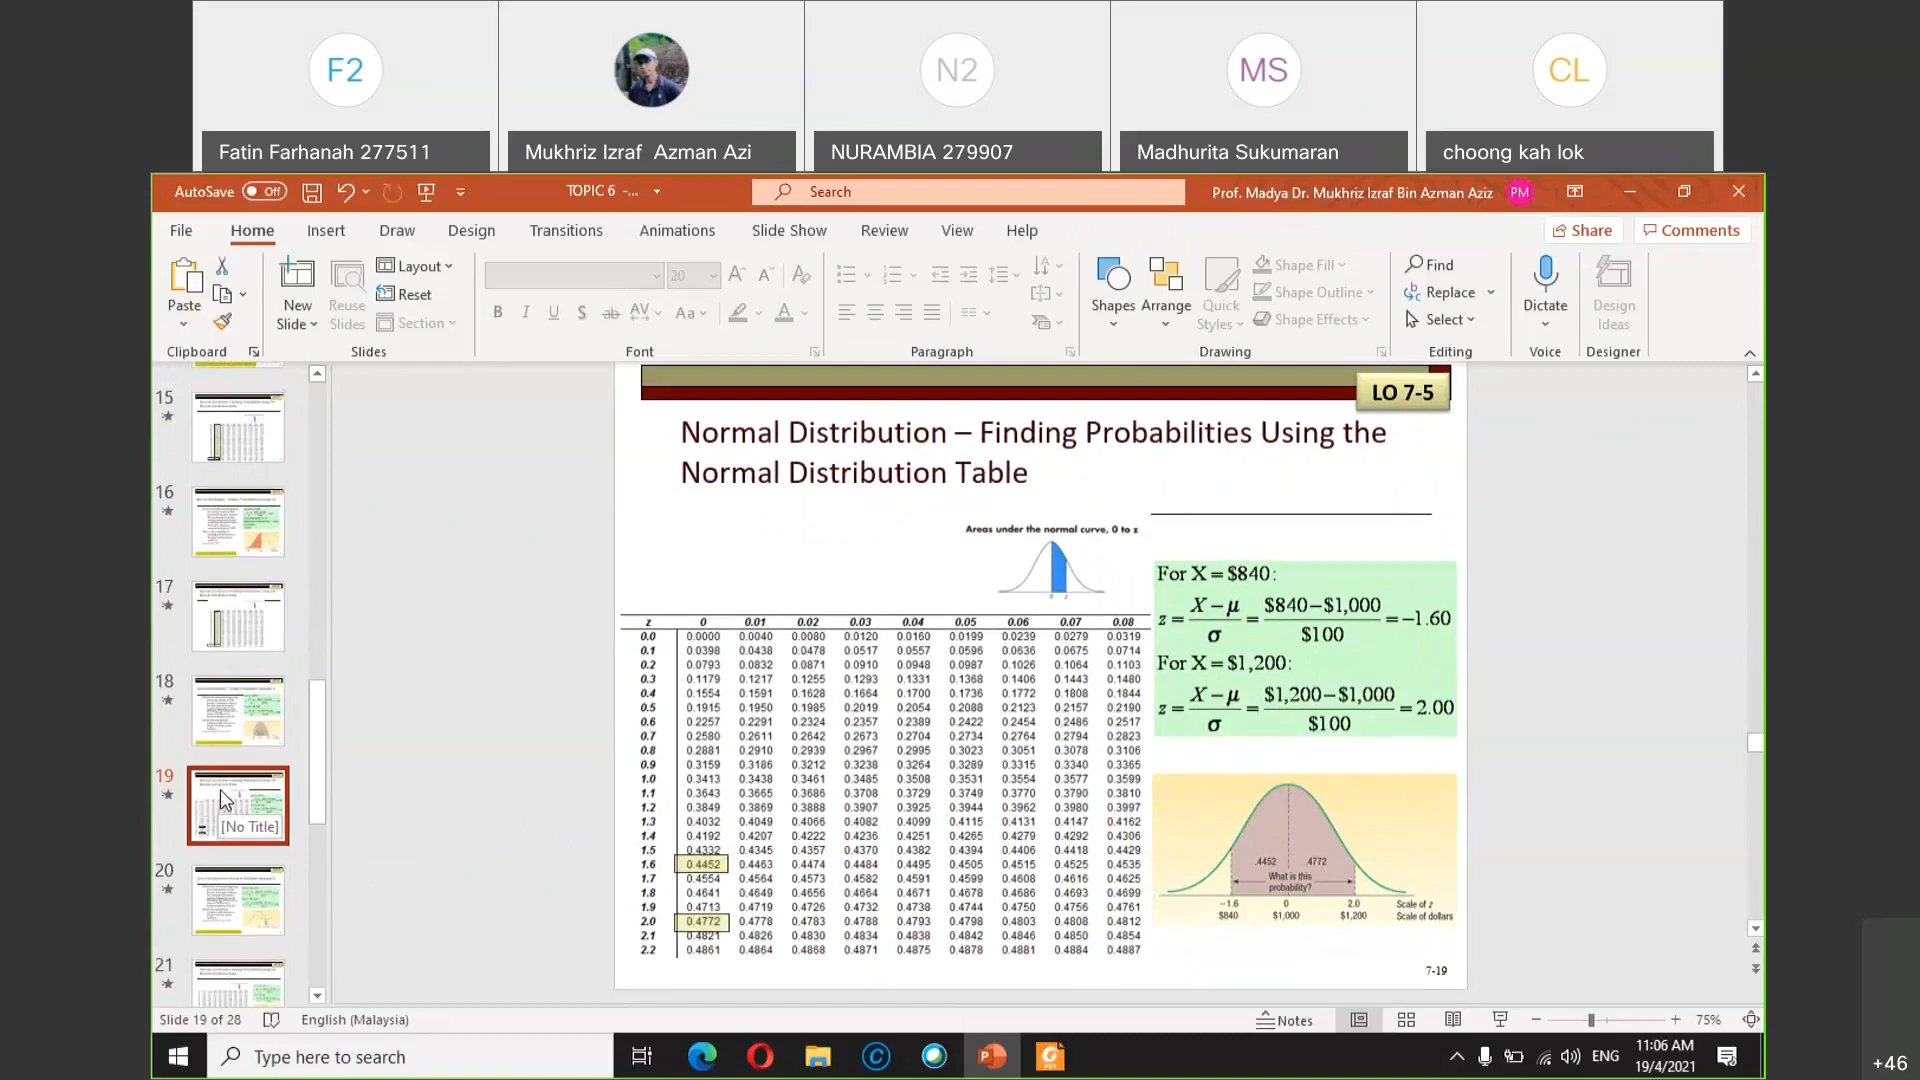 F2
N2
MS
CL
Fatin Farhanah 277511
Mukhriz Izraf Azman Azi
NURAMBIA 279907
Madhurita Sukumaran
choong kah lok
AutoSave Off
TOPIC 6 -...
Search
Prof. Madya Dr. Mukhriz Izraf Bin Azman Aziz PM
File Home Insert Draw Design Transitions Animations Slide Show Review View Help
Share Comments
Paste
New Slide
Reuse Slides
Layout
Reset
Section
20
B I U S ab AV Aa A
Shapes Arrange Quick Styles
Shape Fill
Shape Outline
Shape Effects
Find
Replace
Select
Dictate
Design Ideas
Clipboard Slides Font Paragraph Drawing Editing Voice Designer
15
16
17
18
19
[No Title]
20
21
LO 7-5
Normal Distribution – Finding Probabilities Using the
Normal Distribution Table
Areas under the normal curve, 0 to z
z 0 0.01 0.02 0.03 0.04 0.05 0.06 0.07 0.08
0.0 0.0000 0.0040 0.0080 0.0120 0.0160 0.0199 0.0239 0.0279 0.0319
0.1 0.0398 0.0438 0.0478 0.0517 0.0557 0.0596 0.0636 0.0675 0.0714
0.2 0.0793 0.0832 0.0871 0.0910 0.0948 0.0987 0.1026 0.1064 0.1103
0.3 0.1179 0.1217 0.1255 0.1293 0.1331 0.1368 0.1406 0.1443 0.1480
0.4 0.1554 0.1591 0.1628 0.1664 0.1700 0.1736 0.1772 0.1808 0.1844
0.5 0.1915 0.1950 0.1985 0.2019 0.2054 0.2088 0.2123 0.2157 0.2190
0.6 0.2257 0.2291 0.2324 0.2357 0.2389 0.2422 0.2454 0.2486 0.2517
0.7 0.2580 0.2611 0.2642 0.2673 0.2704 0.2734 0.2764 0.2794 0.2823
0.8 0.2881 0.2910 0.2939 0.2967 0.2995 0.3023 0.3051 0.3078 0.3106
0.9 0.3159 0.3186 0.3212 0.3238 0.3264 0.3289 0.3315 0.3340 0.3365
1.0 0.3413 0.3438 0.3461 0.3485 0.3508 0.3531 0.3554 0.3577 0.3599
1.1 0.3643 0.3665 0.3686 0.3708 0.3729 0.3749 0.3770 0.3790 0.3810
1.2 0.3849 0.3869 0.3888 0.3907 0.3925 0.3944 0.3962 0.3980 0.3997
1.3 0.4032 0.4049 0.4066 0.4082 0.4099 0.4115 0.4131 0.4147 0.4162
1.4 0.4192 0.4207 0.4222 0.4236 0.4251 0.4265 0.4279 0.4292 0.4306
1.5 0.4332 0.4345 0.4357 0.4370 0.4382 0.4394 0.4406 0.4418 0.4429
1.6 0.4452 0.4463 0.4474 0.4484 0.4495 0.4505 0.4515 0.4525 0.4535
1.7 0.4554 0.4564 0.4573 0.4582 0.4591 0.4599 0.4608 0.4616 0.4625
1.8 0.4641 0.4649 0.4656 0.4664 0.4671 0.4678 0.4686 0.4693 0.4699
1.9 0.4713 0.4719 0.4726 0.4732 0.4738 0.4744 0.4750 0.4756 0.4761
2.0 0.4772 0.4778 0.4783 0.4788 0.4793 0.4798 0.4803 0.4808 0.4812
2.1 0.4821 0.4826 0.4830 0.4834 0.4838 0.4842 0.4846 0.4850 0.4854
2.2 0.4861 0.4864 0.4868 0.4871 0.4875 0.4878 0.4881 0.4884 0.4887
For X = $840:
z = X − μ / σ = $840 − $1,000 / $100 = −1.60
For X = $1,200:
z = X − μ / σ = $1,200 − $1,000 / $100 = 2.00
.4452 .4772
What is this
probability?
−1.6 0 2.0 Scale of z
$840 $1,000 $1,200 Scale of dollars
7-19
Slide 19 of 28
English (Malaysia)
Notes
75%
Type here to search
ENG
11:06 AM
19/4/2021
+46